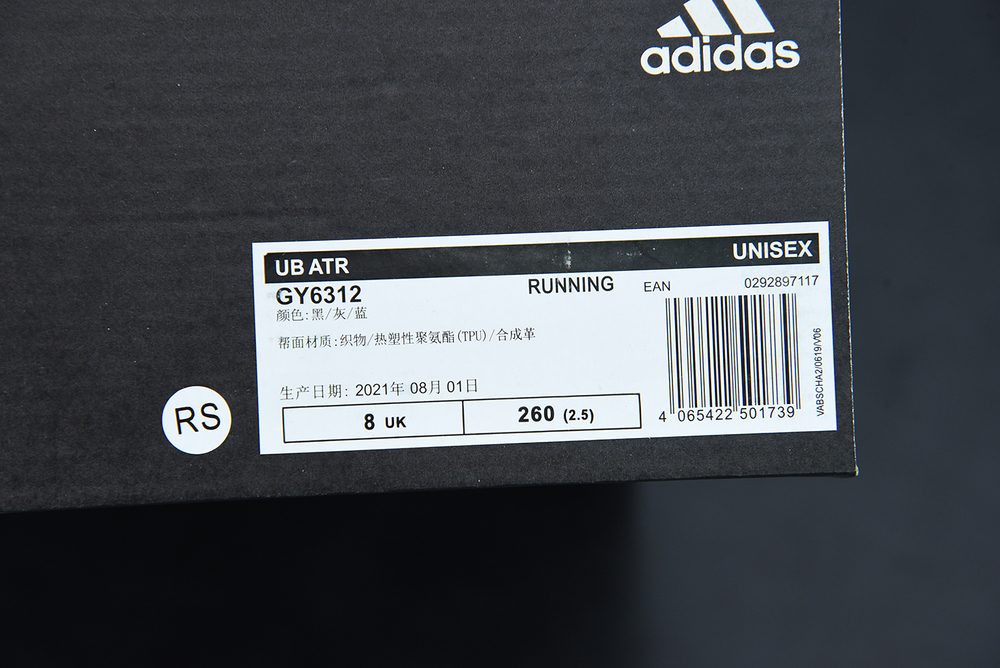 adidas
UB ATR UNISEX
GY6312 RUNNING EAN 0292897117
颜色:黑/灰/蓝
帮面材质:织物/热塑性聚氨酯(TPU)/合成革
生产日期: 2021年 08月 01日
8 UK 260 (2.5)
4 065422 501739
VABSCHA2/0619/V06
RS